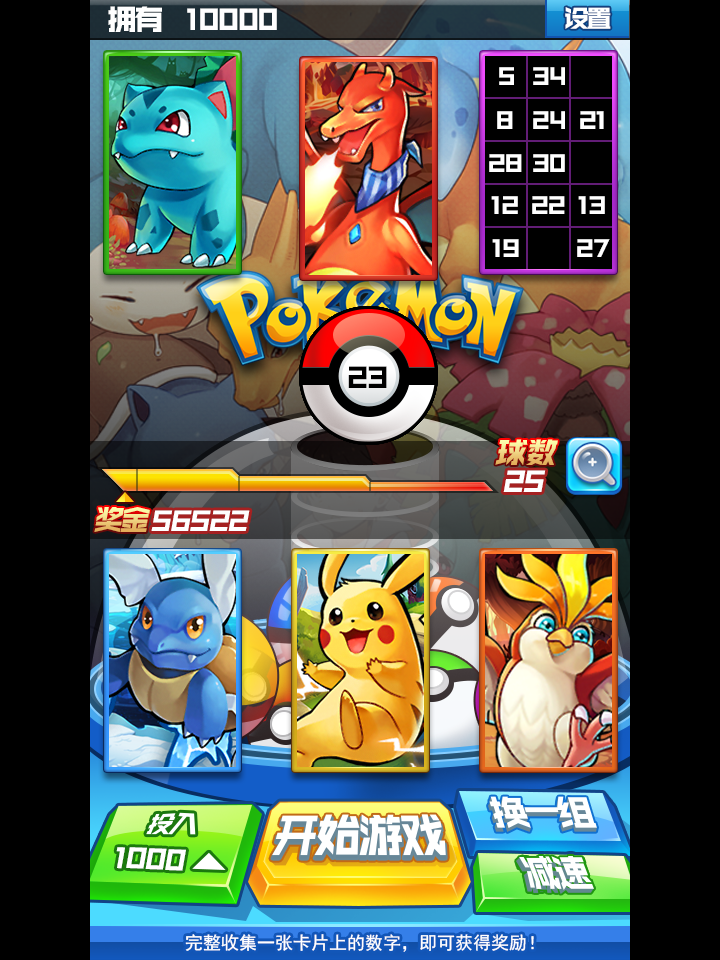 拥有 10000
设置
5 34
8 24 21
28 30
12 22 13
19 27
POKéMON
23
球数
25
奖金56522
投入
1000
开始游戏
换一组
减速
完整收集一张卡片上的数字，即可获得奖励！